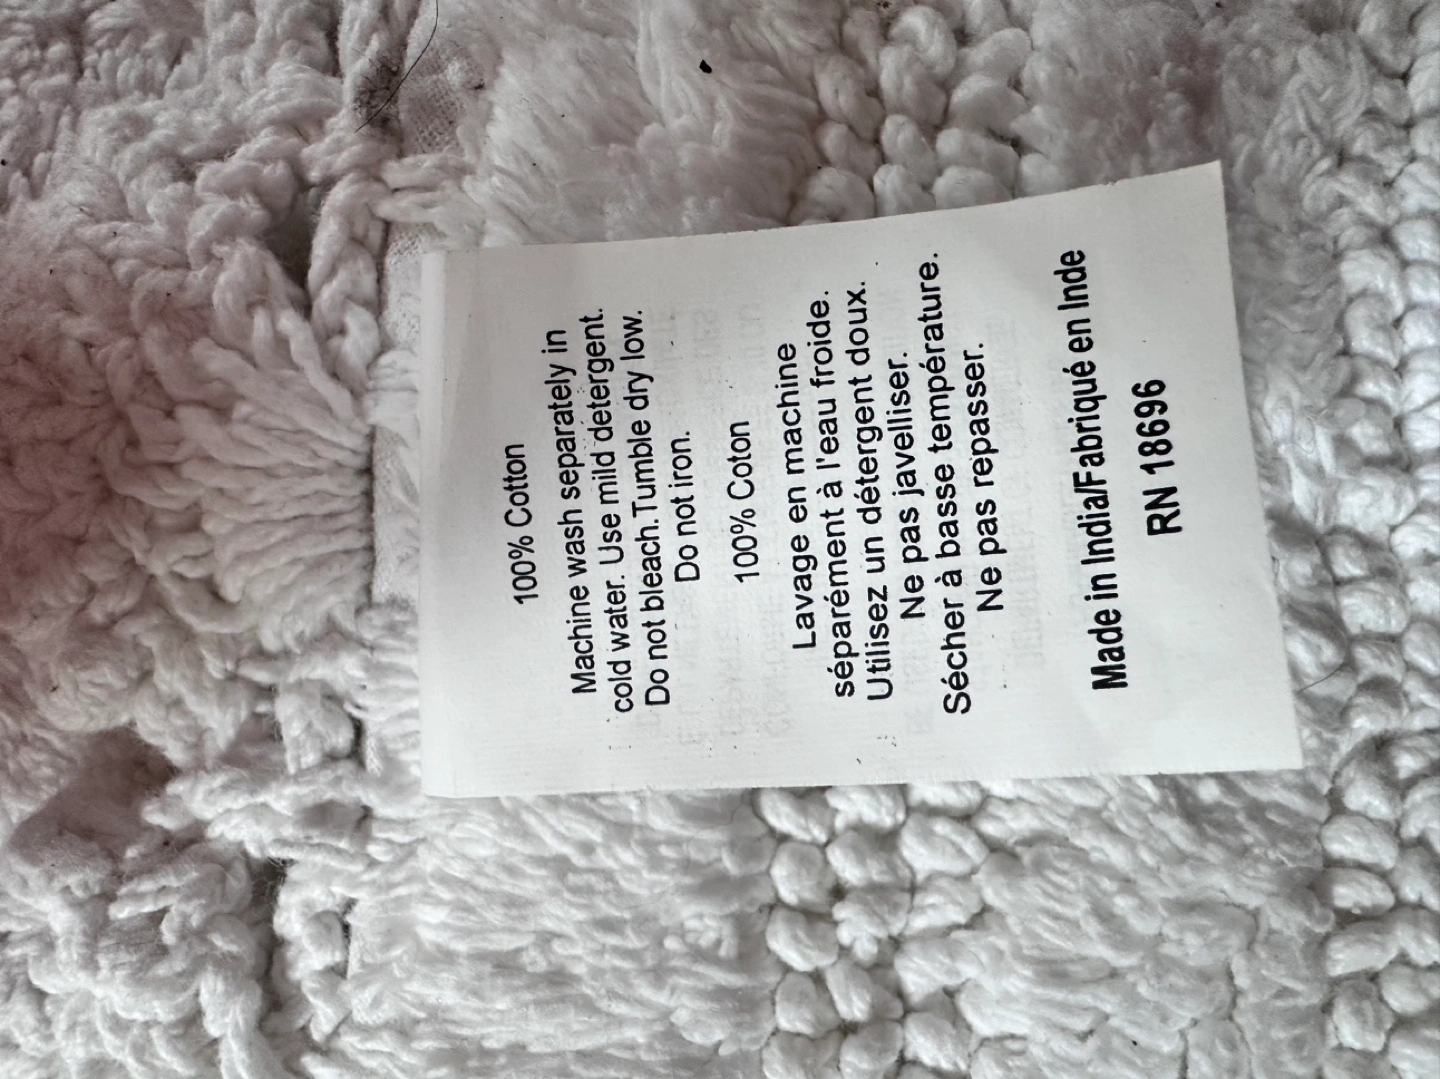 100% Cotton
Machine wash separately in
cold water. Use mild detergent.
Do not bleach. Tumble dry low.
Do not iron.
100% Coton
Lavage en machine
séparément à l'eau froide.
Utilisez un détergent doux.
Ne pas javelliser.
Sécher à basse température.
Ne pas repasser.
Made in India/Fabriqué en Inde
RN 18696